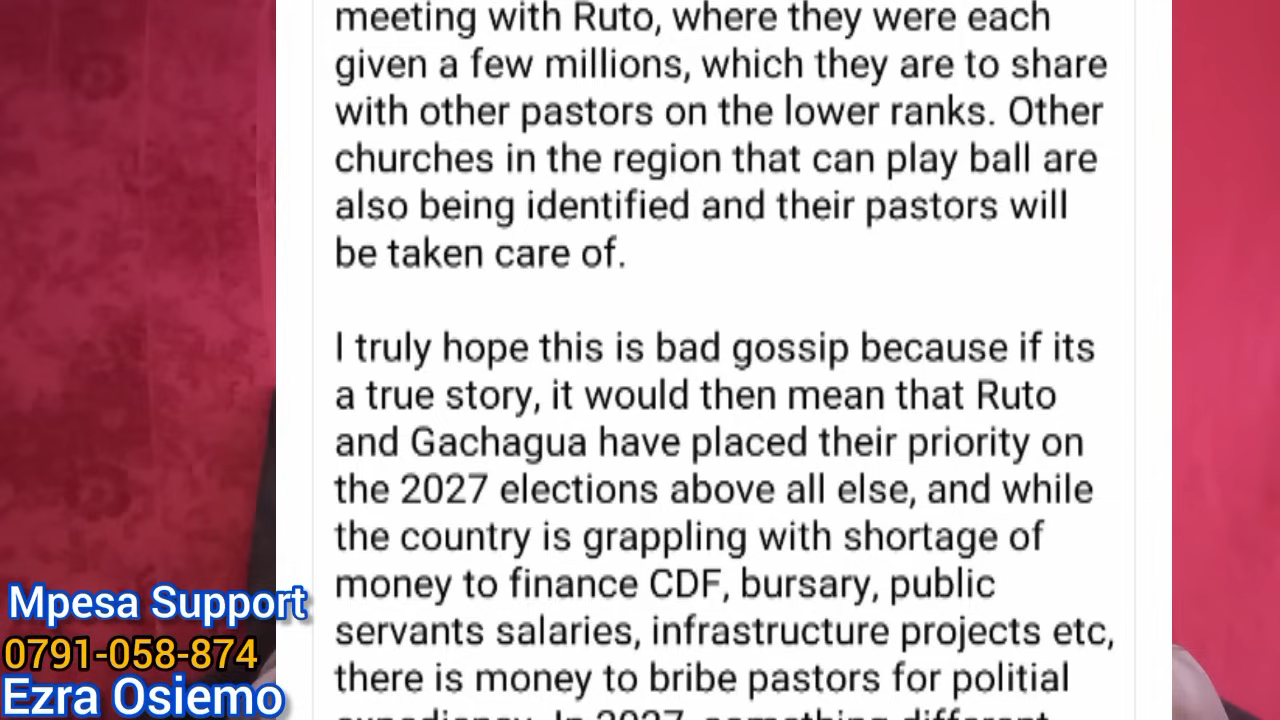 meeting with Ruto, where they were each
given a few millions, which they are to share
with other pastors on the lower ranks. Other
churches in the region that can play ball are
also being identified and their pastors will
be taken care of.
I truly hope this is bad gossip because if its
a true story, it would then mean that Ruto
and Gachagua have placed their priority on
the 2027 elections above all else, and while
the country is grappling with shortage of
money to finance CDF, bursary, public
servants salaries, infrastructure projects etc,
there is money to bribe pastors for politial
expediency. In 2027, something different
Mpesa Support
0791-058-874
Ezra Osiemo